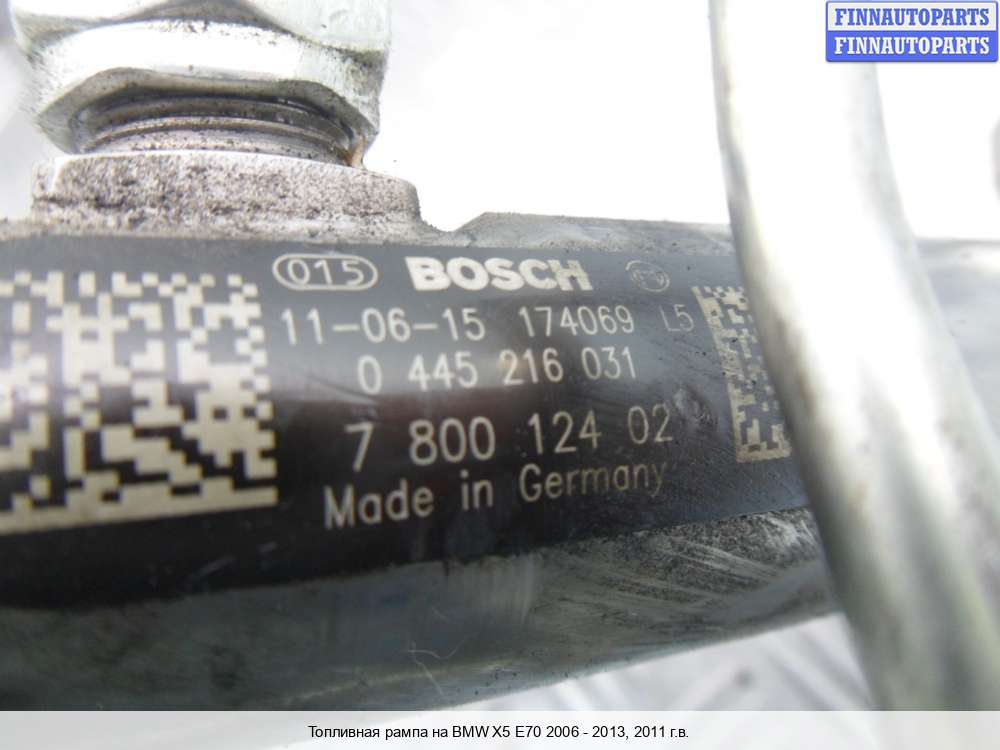 FINNAUTOPARTS
FINNAUTOPARTS
015 BOSCH
11-06-15 174069 L5
0 445 216 031
7 800 124 02
Made in Germany
Топливная рампа на BMW X5 E70 2006 - 2013, 2011 г.в.